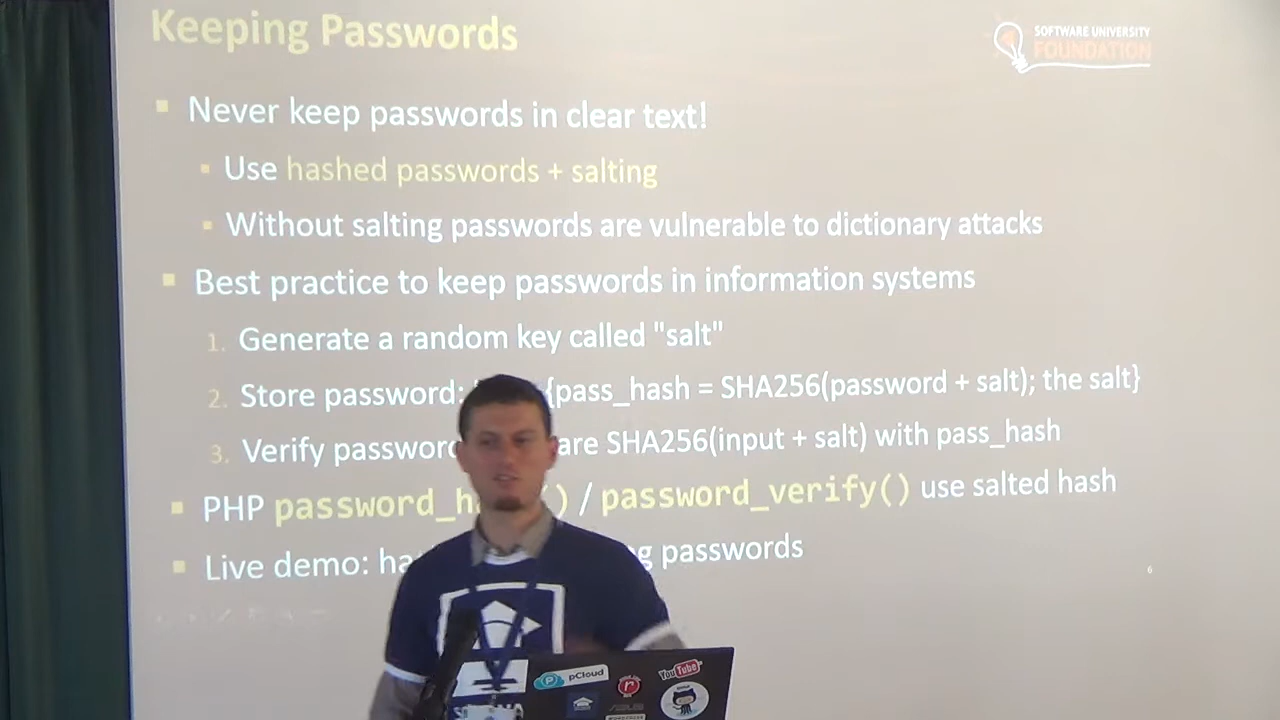 Keeping Passwords
SOFTWARE UNIVERSITY
FOUNDATION
Never keep passwords in clear text!
Use hashed passwords + salting
Without salting passwords are vulnerable to dictionary attacks
Best practice to keep passwords in information systems
1. Generate a random key called "salt"
2. Store password: {pass_hash = SHA256(password + salt); the salt}
3. Verify password are SHA256(input + salt) with pass_hash
PHP password_ha () / password_verify() use salted hash
Live demo: ha g passwords
6
pCloud
YouTube
ASUS